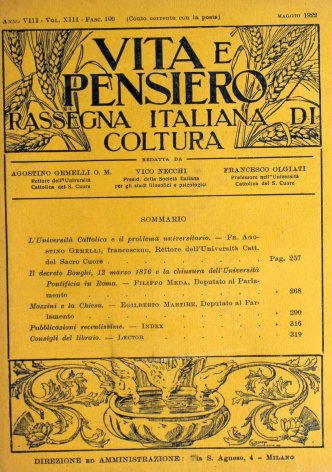 ANNO VIII - VOL. XIII - FASC. 100 (Conto corrente con la posta) MAGGIO 1922
VITA E
PENSIERO
RASSEGNA ITALIANA DI
COLTURA
REDATTA DA
AGOSTINO GEMELLI O. M. VICO NECCHI FRANCESCO OLGIATI
Rettore dell'Università Presid. della Società Italiana Professore nell'Università
Cattolica del S. Cuore per gli studi filosofici e psicologici Cattolica del S. Cuore
SOMMARIO
L'Università Cattolica e il problema universitario. — Fr. Ago-
stino Gemelli, francescano, Rettore dell'Universith Catt.
del Sacro Cuore . . . . . . . . . Pag. 257
Il decreto Bonghi, 12 marzo 1876 e la chiusura dell'Università
Pontificia in Roma. — Filippo Meda, Deputato al Parla-
mento . . . . . . . . . . 268
Mazzini e la Chiesa. — Egilberto Martire, Deputato al Par-
lamento . . . . . . . . . . 290
Pubblicazioni recentissime. — Index . . . . . 316
Consigli del libraio. — Lector . . . . . . 319
DIREZIONE ED AMMINISTRAZIONE: Via S. Agnese, 4 - MILANO